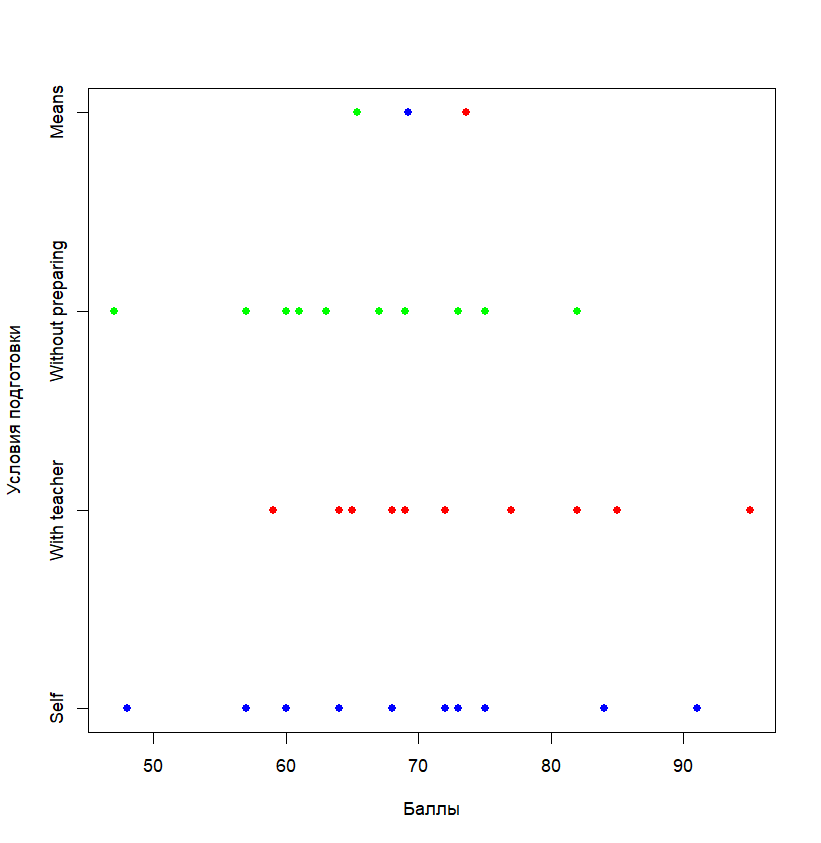 Means
Without preparing
With teacher
Self
Условия подготовки
50 60 70 80 90
Баллы